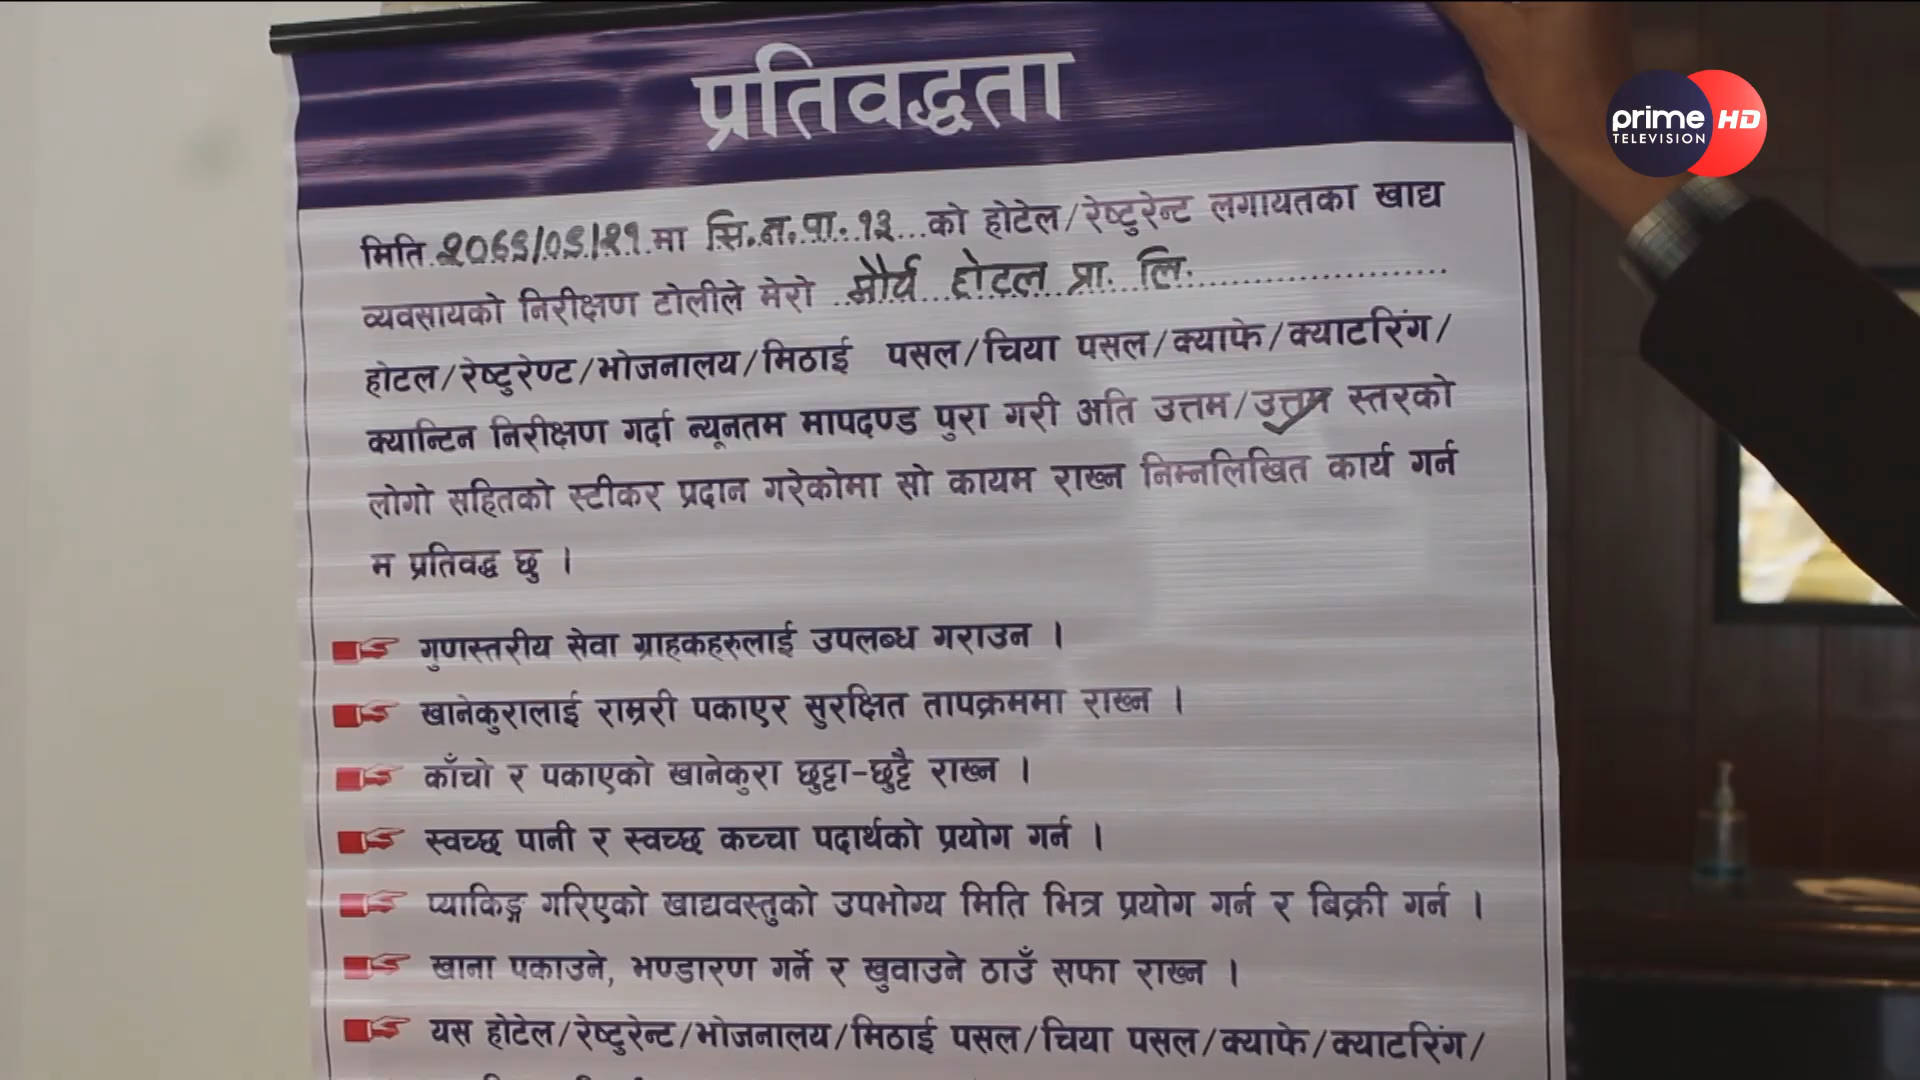 prime HD
TELEVISION
प्रतिवद्धता
मिति मा सि.न.पा. १३ को होटेल/रेष्टुरेन्ट लगायतका खाद्य
व्यवसायको निरीक्षण टोलीले मेरो मौर्य होटल प्रा. लि.
होटल/रेष्टुरेण्ट/भोजनालय/मिठाई पसल/चिया पसल/क्याफे/क्याटरिंग/
क्यान्टिन निरीक्षण गर्दा न्यूनतम मापदण्ड पुरा गरी अति उत्तम/उत्तम स्तरको
लोगो सहितको स्टीकर प्रदान गरेकोमा सो कायम राख्न निम्नलिखित कार्य गर्न
म प्रतिवद्ध छु ।
गुणस्तरीय सेवा ग्राहकहरुलाई उपलब्ध गराउन ।
खानेकुरालाई राम्ररी पकाएर सुरक्षित तापक्रममा राख्न ।
काँचो र पकाएको खानेकुरा छुट्टा-छुट्टै राख्न ।
स्वच्छ पानी र स्वच्छ कच्चा पदार्थको प्रयोग गर्न ।
प्याकिङ्ग गरिएको खाद्यवस्तुको उपभोग्य मिति भित्र प्रयोग गर्न र बिक्री गर्न ।
खाना पकाउने, भण्डारण गर्ने र खुवाउने ठाउँ सफा राख्न ।
यस होटेल/रेष्टुरेन्ट/भोजनालय/मिठाई पसल/चिया पसल/क्याफे/क्याटरिंग/